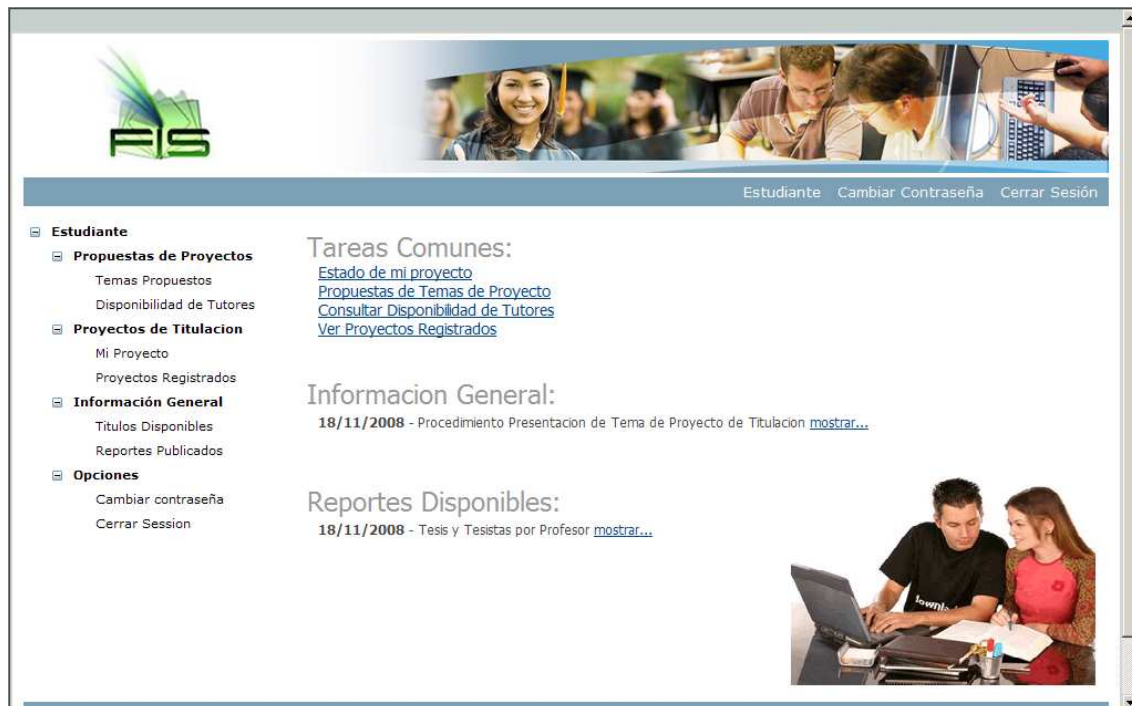 FIS
Estudiante Cambiar Contraseña Cerrar Sesión
Estudiante
Propuestas de Proyectos
Temas Propuestos
Disponibilidad de Tutores
Proyectos de Titulacion
Mi Proyecto
Proyectos Registrados
Información General
Titulos Disponibles
Reportes Publicados
Opciones
Cambiar contraseña
Cerrar Session
Tareas Comunes:
Estado de mi proyecto
Propuestas de Temas de Proyecto
Consultar Disponibilidad de Tutores
Ver Proyectos Registrados
Informacion General:
18/11/2008 - Procedimiento Presentacion de Tema de Proyecto de Titulacion mostrar...
Reportes Disponibles:
18/11/2008 - Tesis y Tesistas por Profesor mostrar...